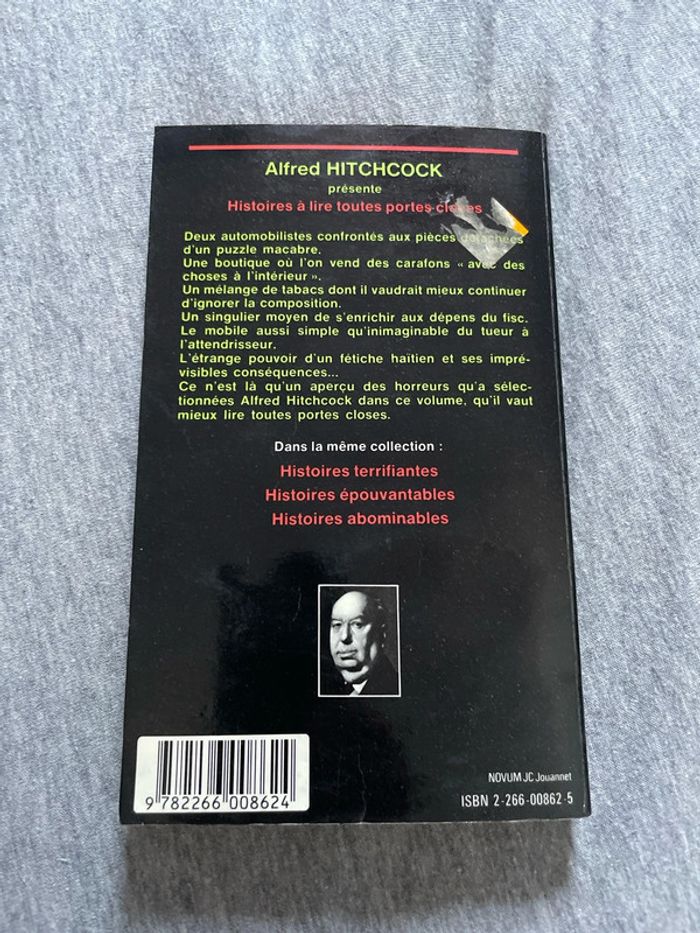 Alfred HITCHCOCK
présente
Histoires à lire toutes portes closes
Deux automobilistes confrontés aux pièces détachées
d'un puzzle macabre.
Une boutique où l'on vend des carafons « avec des
choses à l'intérieur ».
Un mélange de tabacs dont il vaudrait mieux continuer
d'ignorer la composition.
Un singulier moyen de s'enrichir aux dépens du fisc.
Le mobile aussi simple qu'inimaginable du tueur à
l'attendrisseur.
L'étrange pouvoir d'un fétiche haïtien et ses impré-
visibles conséquences...
Ce n'est là qu'un aperçu des horreurs qu'a sélec-
tionnées Alfred Hitchcock dans ce volume, qu'il vaut
mieux lire toutes portes closes.
Dans la même collection :
Histoires terrifiantes
Histoires épouvantables
Histoires abominables
NOVUM JC Jouannet
ISBN 2-266-00862-5
9 782266 008624